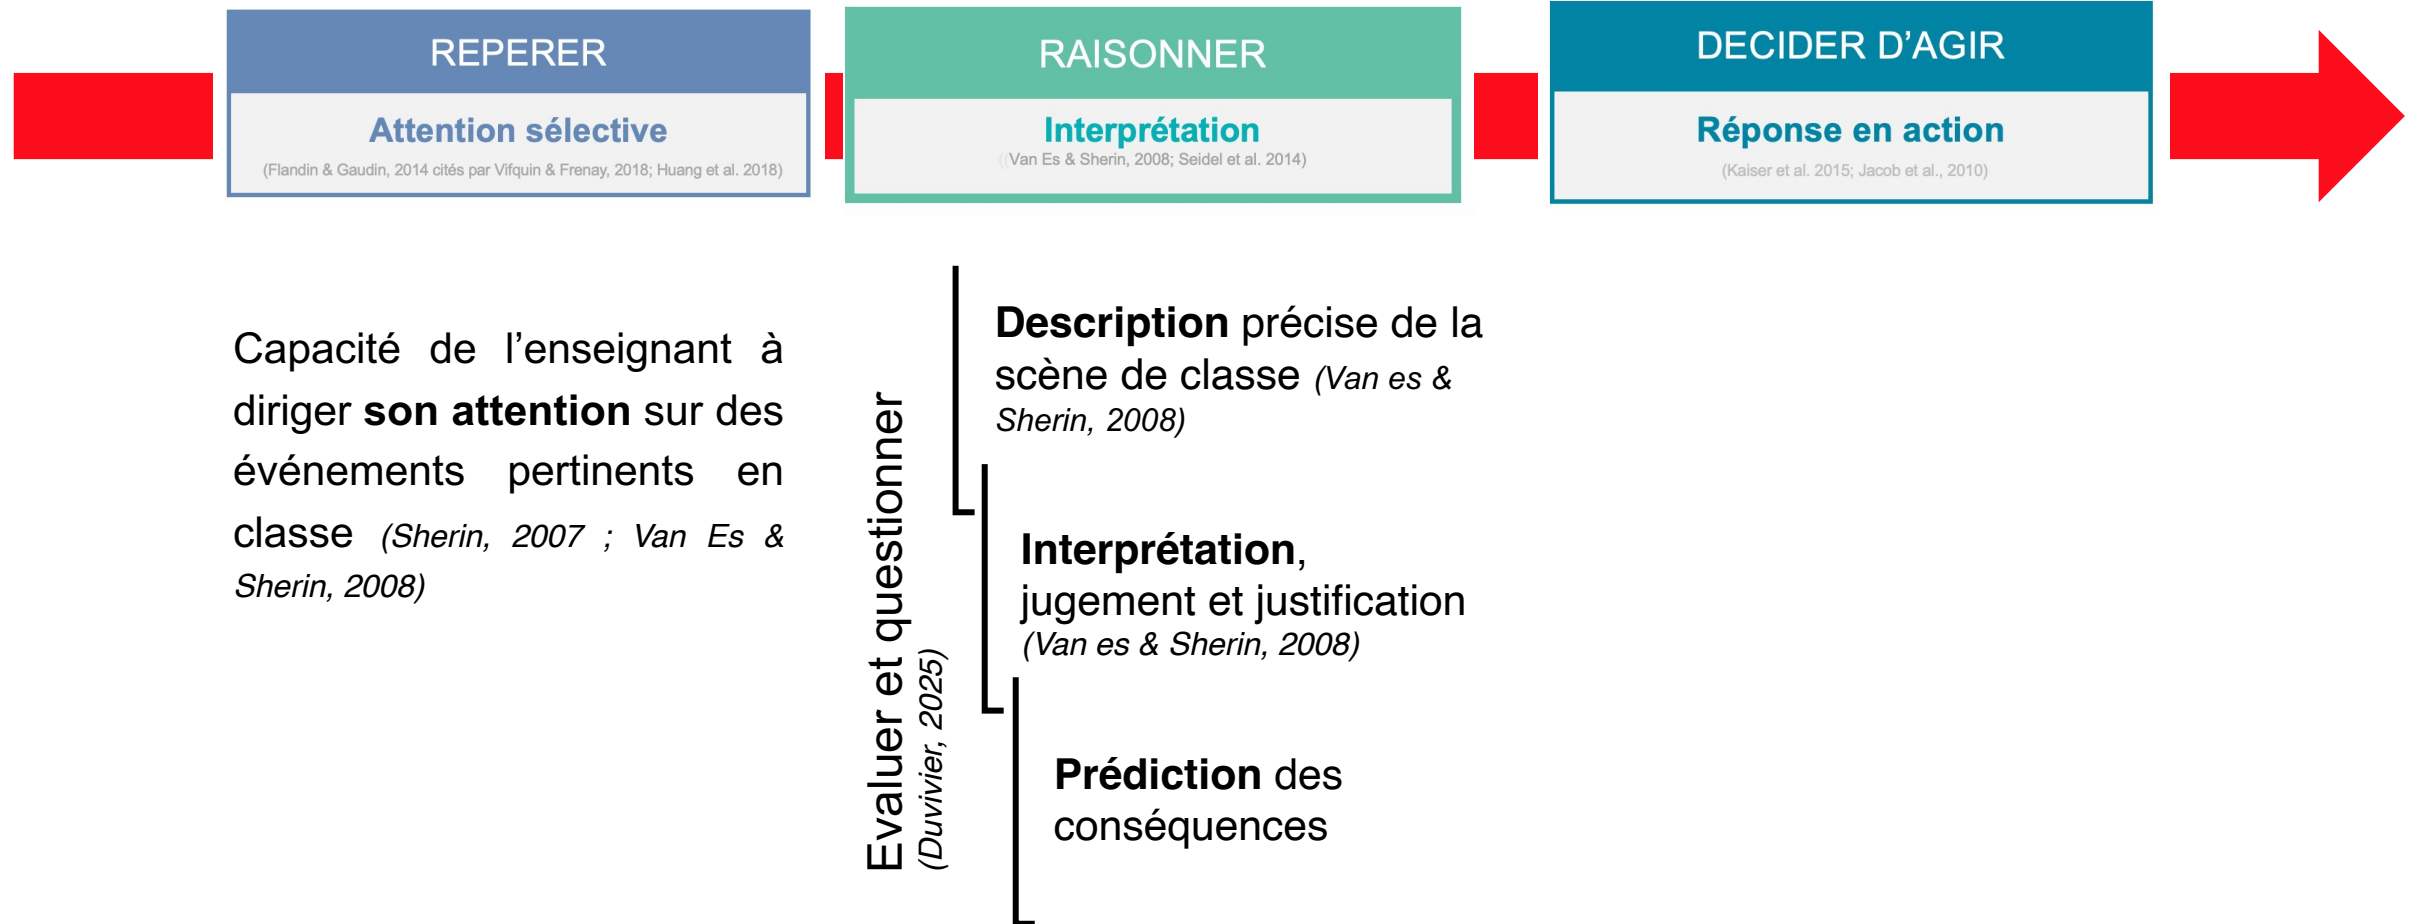 REPERER
Attention sélective
(Flandin & Gaudin, 2014 cités par Vifquin & Frenay, 2018; Huang et al. 2018)
RAISONNER
Interprétation
((Van Es & Sherin, 2008; Seidel et al. 2014)
DECIDER D'AGIR
Réponse en action
(Kaiser et al. 2015; Jacob et al., 2010)
Capacité de l’enseignant à
diriger son attention sur des
événements pertinents en
classe (Sherin, 2007 ; Van Es &
Sherin, 2008)
Evaluer et questionner
(Duvivier, 2025)
Description précise de la
scène de classe (Van es &
Sherin, 2008)
Interprétation,
jugement et justification
(Van es & Sherin, 2008)
Prédiction des
conséquences